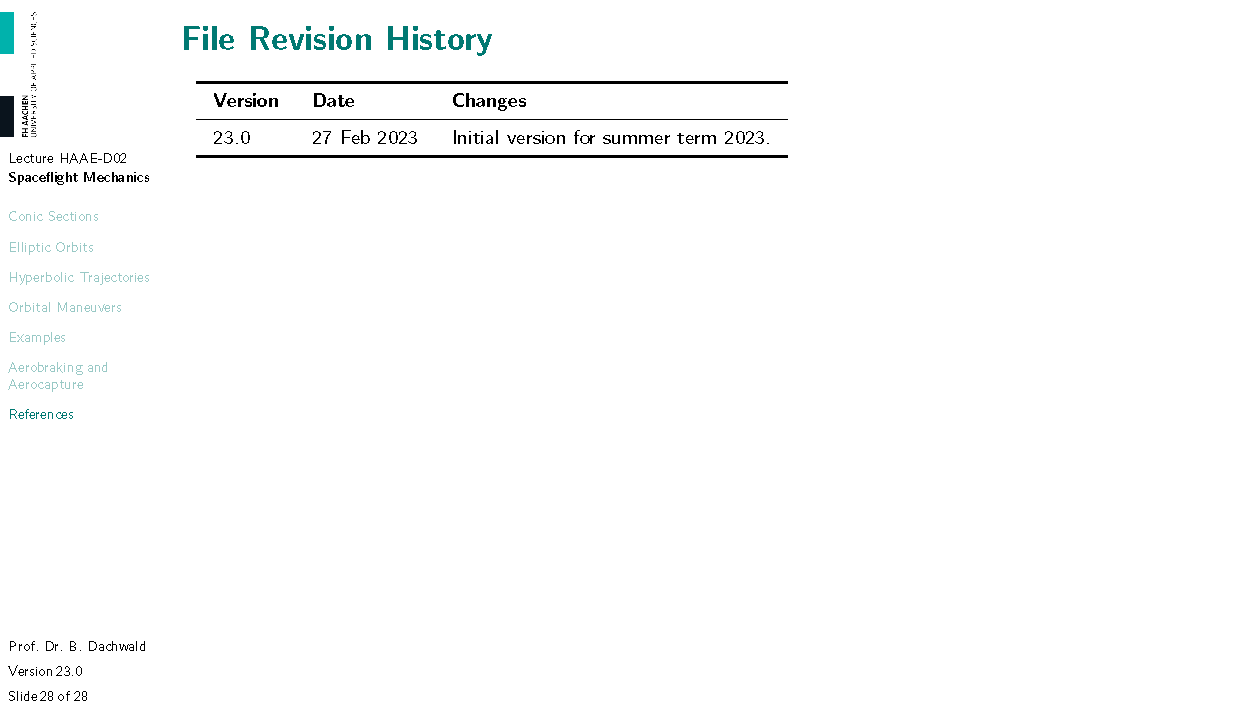 FH AACHEN
UNIVERSITY OF APPLIED SCIENCES
Lecture HAAE-D02
Spaceflight Mechanics
Conic Sections
Elliptic Orbits
Hyperbolic Trajectories
Orbital Maneuvers
Examples
Aerobraking and
Aerocapture
References
Prof. Dr. B. Dachwald
Version 23.0
Slide 28 of 28
File Revision History
Version Date Changes
23.0 27 Feb 2023 Initial version for summer term 2023.